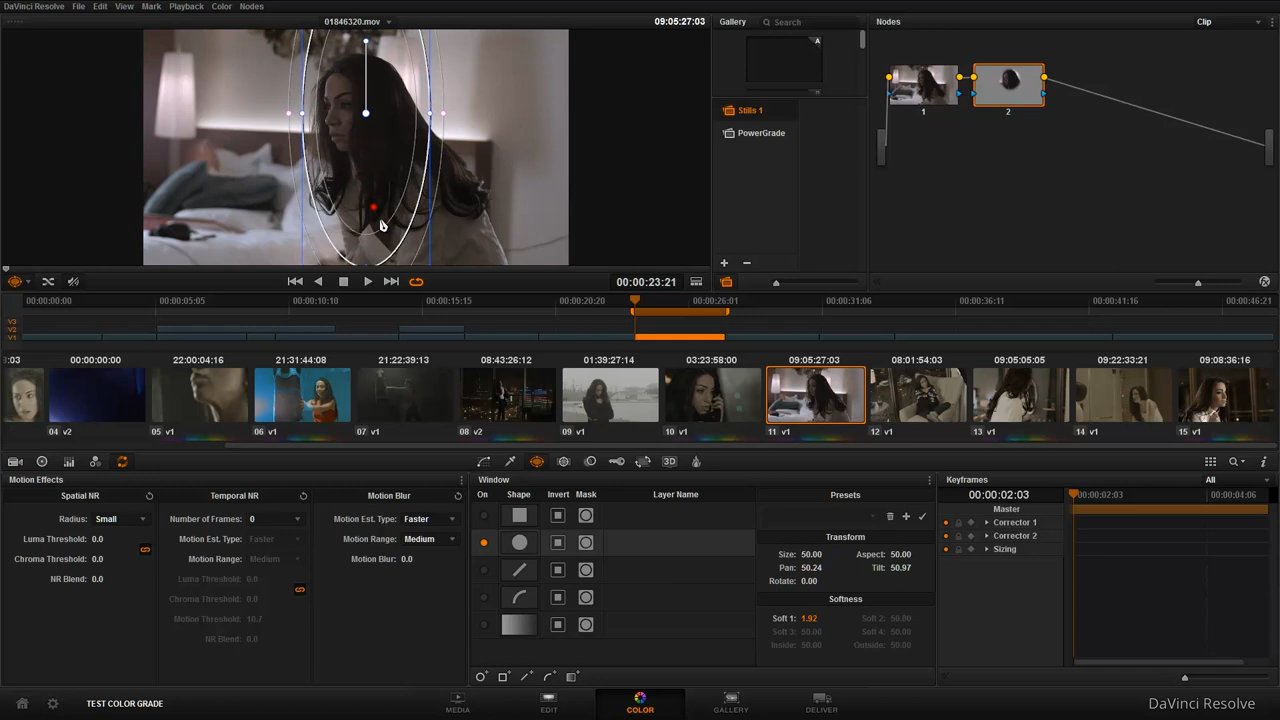 DaVinci Resolve File Edit View Mark Playback Color Nodes
01846320.mov 09:05:27:03 Gallery Search Nodes Clip
A
1 2
Stills 1
PowerGrade
00:00:23:21
00:00:00:00 00:00:05:05 00:00:10:10 00:00:15:15 00:00:20:20 00:00:26:01 00:00:31:06 00:00:36:11 00:00:41:16 00:00:46:21
V3
V2
V1
:03 00:00:00:00 22:00:04:16 21:31:44:08 21:22:39:13 08:43:26:12 01:39:27:14 03:23:58:00 09:05:27:03 08:01:54:03 09:05:05:05 09:22:33:21 09:08:36:16
04 v2 05 v1 06 v1 07 v1 08 v2 09 v1 10 v1 11 v1 12 v1 13 v1 14 v1 15 v1
3D
Motion Effects Window Keyframes All
Spatial NR Temporal NR Motion Blur On Shape Invert Mask Layer Name Presets 00:00:02:03 00:00:02:03 00:00:04:06
Master
Radius: Small Number of Frames: 0 Motion Est. Type: Faster Corrector 1
Luma Threshold: 0.0 Motion Est. Type: Faster Motion Range: Medium Transform Corrector 2
Chroma Threshold: 0.0 Motion Range: Medium Motion Blur: 0.0 Size: 50.00 Aspect: 50.00 Sizing
NR Blend: 0.0 Luma Threshold: 0.0 Pan: 50.24 Tilt: 50.97
Chroma Threshold: 0.0 Rotate: 0.00
Softness
Motion Threshold: 10.7 Soft 1: 1.92 Soft 2: 50.00
NR Blend: 0.0 Soft 3: 50.00 Soft 4: 50.00
Inside: 50.00 Outside: 50.00
TEST COLOR GRADE MEDIA EDIT COLOR GALLERY DELIVER DaVinci Resolve